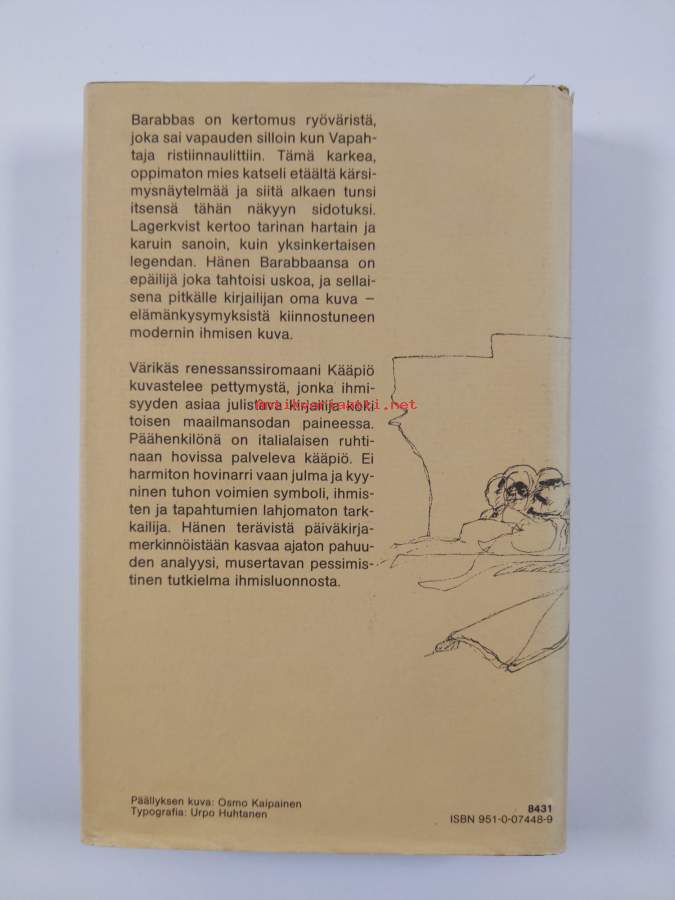 Barabbas on kertomus ryöväristä,
joka sai vapauden silloin kun Vapah-
taja ristiinnaulittiin. Tämä karkea,
oppimaton mies katseli etäältä kärsi-
mysnäytelmää ja siitä alkaen tunsi
itsensä tähän näkyyn sidotuksi.
Lagerkvist kertoo tarinan hartain ja
karuin sanoin, kuin yksinkertaisen
legendan. Hänen Barabbaansa on
epäilijä joka tahtoisi uskoa, ja sellai-
sena pitkälle kirjailijan oma kuva –
elämänkysymyksistä kiinnostuneen
modernin ihmisen kuva.
Värikäs renessanssiromaani Kääpiö
kuvastelee pettymystä, jonka ihmi-
syyden asiaa julistava kirjailija koki
Antikvariaatti.net
toisen maailmansodan paineessa.
Päähenkilönä on italialaisen ruhti-
naan hovissa palveleva kääpiö. Ei
harmiton hovinarri vaan julma ja kyy-
ninen tuhon voimien symboli, ihmis-
ten ja tapahtumien lahjomaton tark-
kailija. Hänen terävistä päiväkirja-
merkinnöistään kasvaa ajaton pahuu-
den analyysi, musertavan pessimis-
tinen tutkielma ihmisluonnosta.
Päällyksen kuva: Osmo Kaipainen
Typografia: Urpo Huhtanen
8431
ISBN 951-0-07448-9